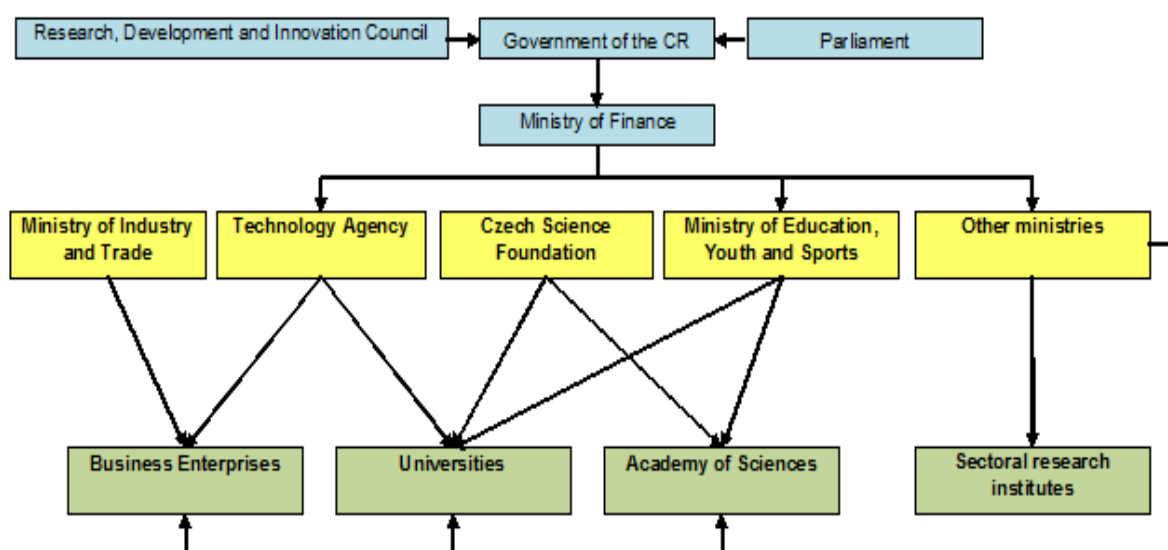 Research, Development and Innovation Council
Government of the CR
Parliament
Ministry of Finance
Ministry of Industry
and Trade
Technology Agency
Czech Science
Foundation
Ministry of Education,
Youth and Sports
Other ministries
Business Enterprises
Universities
Academy of Sciences
Sectoral research
institutes